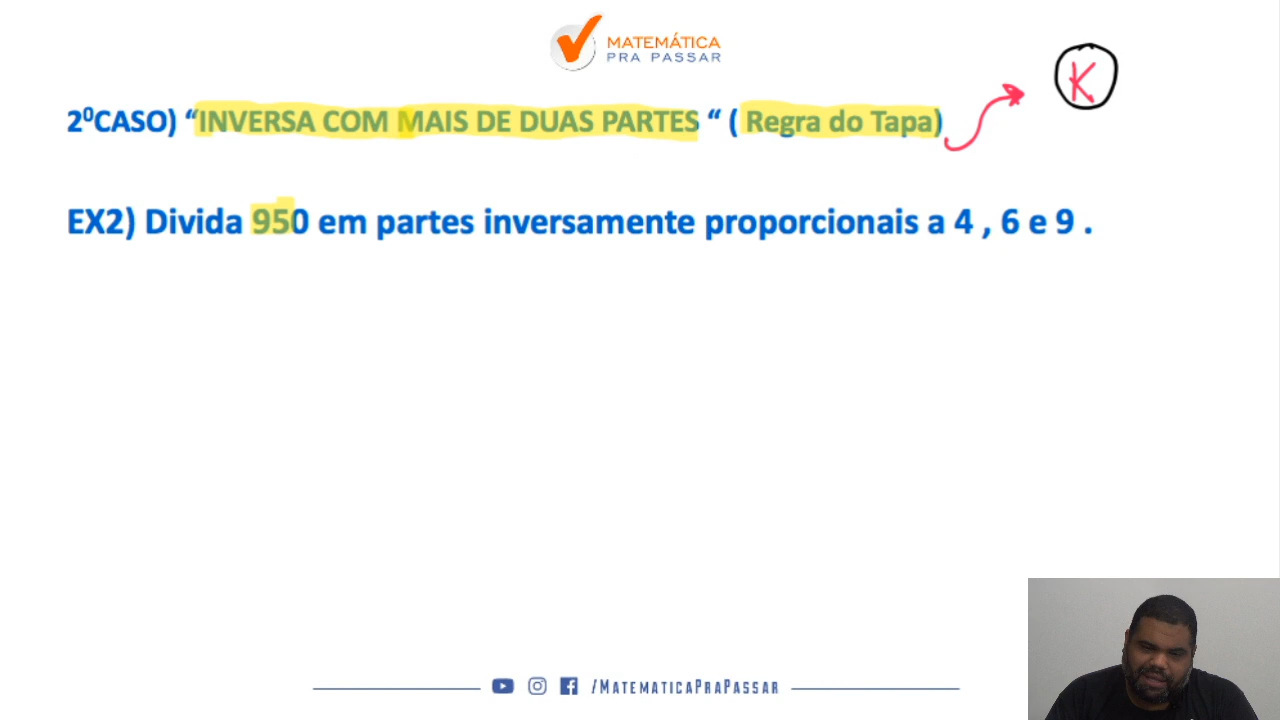 MATEMÁTICA
PRA PASSAR
K
2ºCASO) “INVERSA COM MAIS DE DUAS PARTES “ ( Regra do Tapa)
EX2) Divida 950 em partes inversamente proporcionais a 4 , 6 e 9 .
/MATEMATICAPRAPASSAR